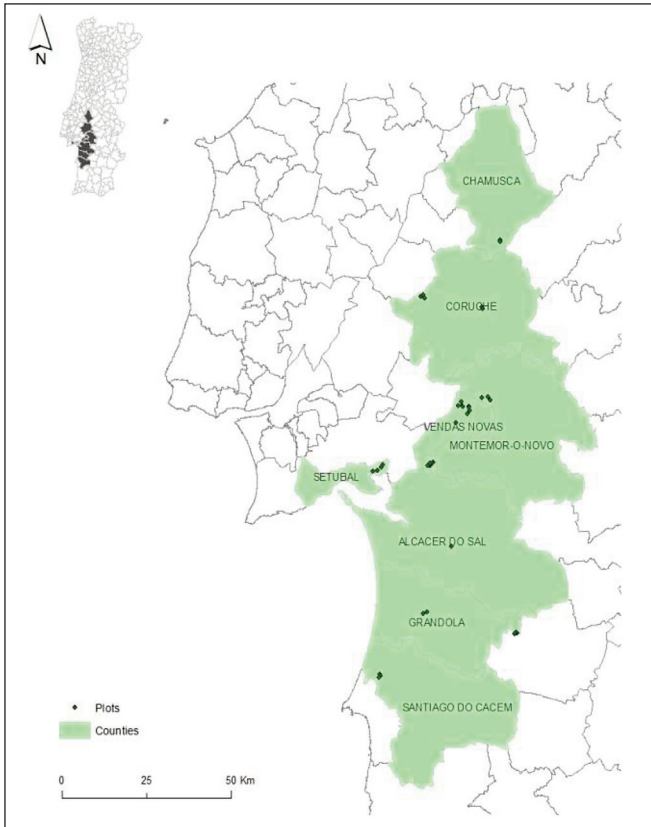 N
CHAMUSCA
CORUCHE
VENDAS NOVAS
MONTEMOR-O-NOVO
SETUBAL
ALCACER DO SAL
GRANDOLA
SANTIAGO DO CACEM
Plots
Counties
0 25 50 Km